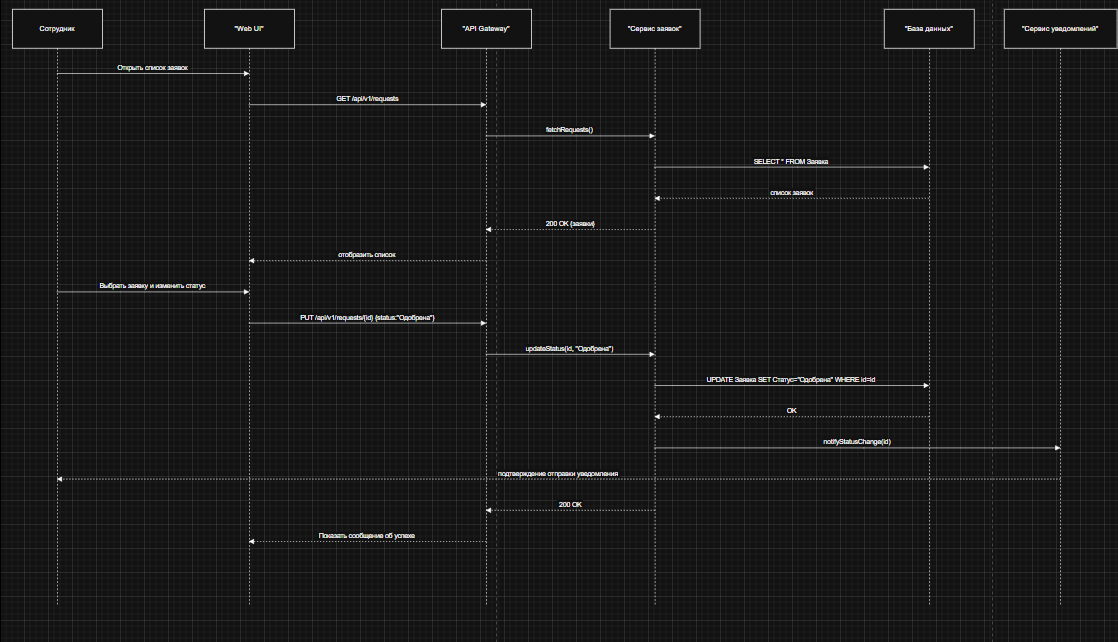 Сотрудник
"Web UI"
"API Gateway"
"Сервис заявок"
"База данных"
"Сервис уведомлений"
Открыть список заявок
GET /api/v1/requests
fetchRequests()
SELECT * FROM Заявка
список заявок
200 OK (заявки)
отобразить список
Выбрать заявку и изменить статус
PUT /api/v1/requests/{id} {status:"Одобрена"}
updateStatus(id, "Одобрена")
UPDATE Заявка SET Статус="Одобрена" WHERE id=id
OK
notifyStatusChange(id)
подтверждение отправки уведомления
200 OK
Показать сообщение об успехе